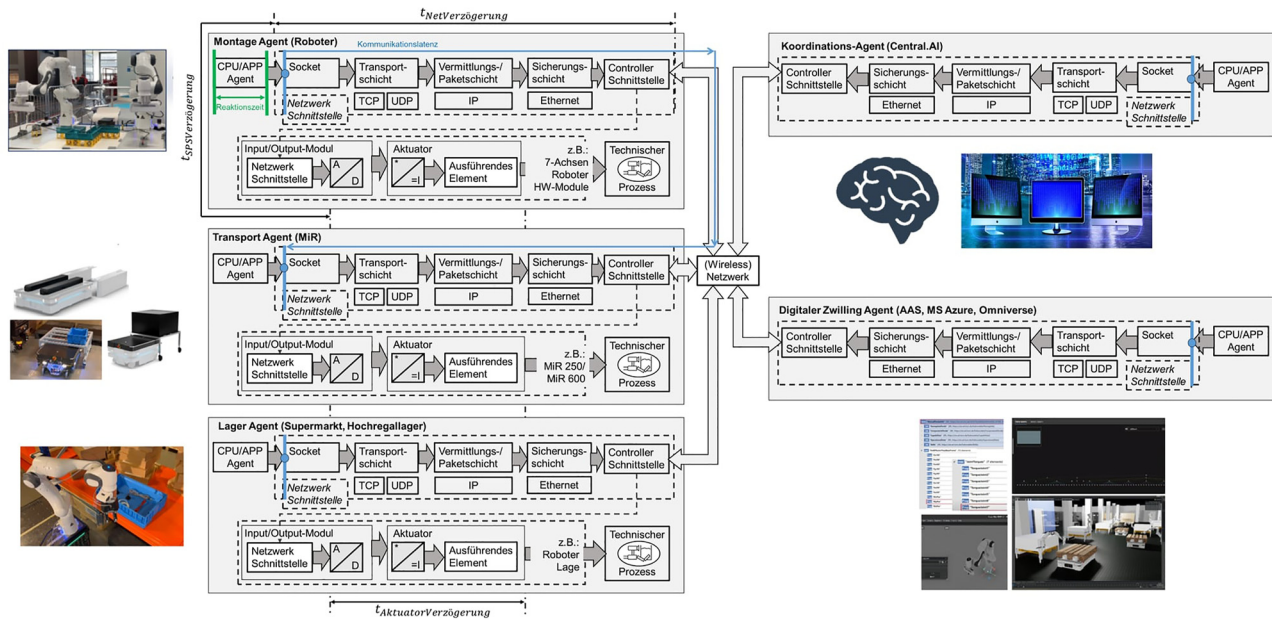 t_NetVerzögerung
t_SPSVerzögerung
Montage Agent (Roboter)
Kommunikationslatenz
CPU/APP
Agent
Reaktionszeit
Socket
Netzwerk
Schnittstelle
Transport-
schicht
TCP
UDP
Vermittlungs-/
Paketschicht
IP
Sicherungs-
schicht
Ethernet
Controller
Schnittstelle
Input/Output-Modul
Netzwerk
Schnittstelle
A
D
Aktuator
*
=I
Ausführendes
Element
z.B.:
7-Achsen
Roboter
HW-Module
Technischer
Prozess
Transport Agent (MiR)
CPU/APP
Agent
Socket
Netzwerk
Schnittstelle
Transport-
schicht
TCP
UDP
Vermittlungs-/
Paketschicht
IP
Sicherungs-
schicht
Ethernet
Controller
Schnittstelle
Input/Output-Modul
Netzwerk
Schnittstelle
A
D
Aktuator
*
=I
Ausführendes
Element
z.B.:
MiR 250/
MiR 600
Technischer
Prozess
Lager Agent (Supermarkt, Hochregallager)
CPU/APP
Agent
Socket
Netzwerk
Schnittstelle
Transport-
schicht
TCP
UDP
Vermittlungs-/
Paketschicht
IP
Sicherungs-
schicht
Ethernet
Controller
Schnittstelle
Input/Output-Modul
Netzwerk
Schnittstelle
A
D
Aktuator
*
=I
Ausführendes
Element
z.B.:
Roboter
Lage
Technischer
Prozess
t_AktuatorVerzögerung
(Wireless)
Netzwerk
Koordinations-Agent (Central.AI)
Controller
Schnittstelle
Sicherungs-
schicht
Ethernet
Vermittlungs-/
Paketschicht
IP
Transport-
schicht
TCP
UDP
Socket
Netzwerk
Schnittstelle
CPU/APP
Agent
Digitaler Zwilling Agent (AAS, MS Azure, Omniverse)
Controller
Schnittstelle
Sicherungs-
schicht
Ethernet
Vermittlungs-/
Paketschicht
IP
Transport-
schicht
TCP
UDP
Socket
Netzwerk
Schnittstelle
CPU/APP
Agent